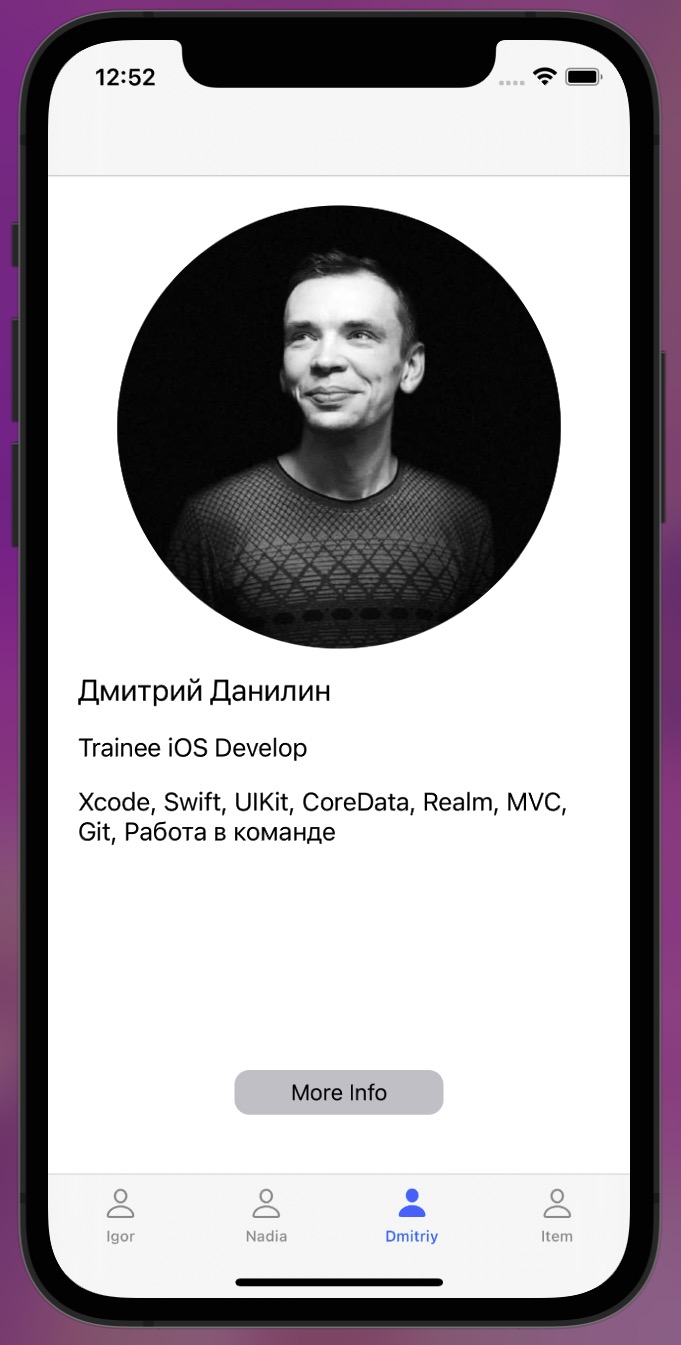 12:52
Дмитрий Данилин
Trainee iOS Develop
Xcode, Swift, UIKit, CoreData, Realm, MVC,
Git, Работа в команде
More Info
Igor Nadia Dmitriy Item